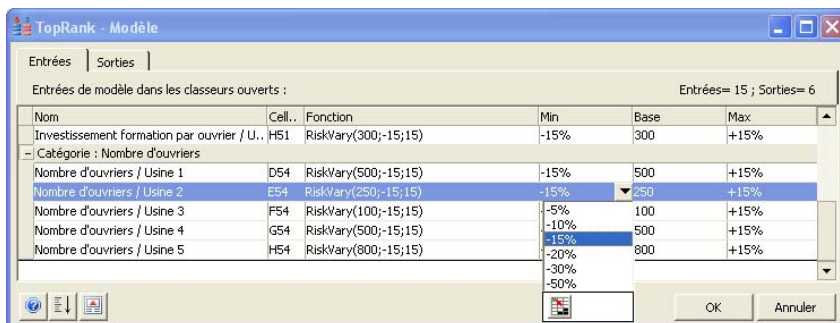 TopRank - Modèle
Entrées Sorties
Entrées de modèle dans les classeurs ouverts : Entrées= 15 ; Sorties= 6
Nom Cell.. Fonction Min Base Max
Investissement formation par ouvrier / U.. H51 RiskVary(300;-15;15) -15% 300 +15%
Catégorie : Nombre d'ouvriers
Nombre d'ouvriers / Usine 1 D54 RiskVary(500;-15;15) -15% 500 +15%
Nombre d'ouvriers / Usine 2 E54 RiskVary(250;-15;15) -15% 250 +15%
Nombre d'ouvriers / Usine 3 F54 RiskVary(100;-15;15) 100 +15%
Nombre d'ouvriers / Usine 4 G54 RiskVary(500;-15;15) 500 +15%
Nombre d'ouvriers / Usine 5 H54 RiskVary(800;-15;15) 800 +15%
-5%
-10%
-15%
-20%
-30%
-50%
OK Annuler